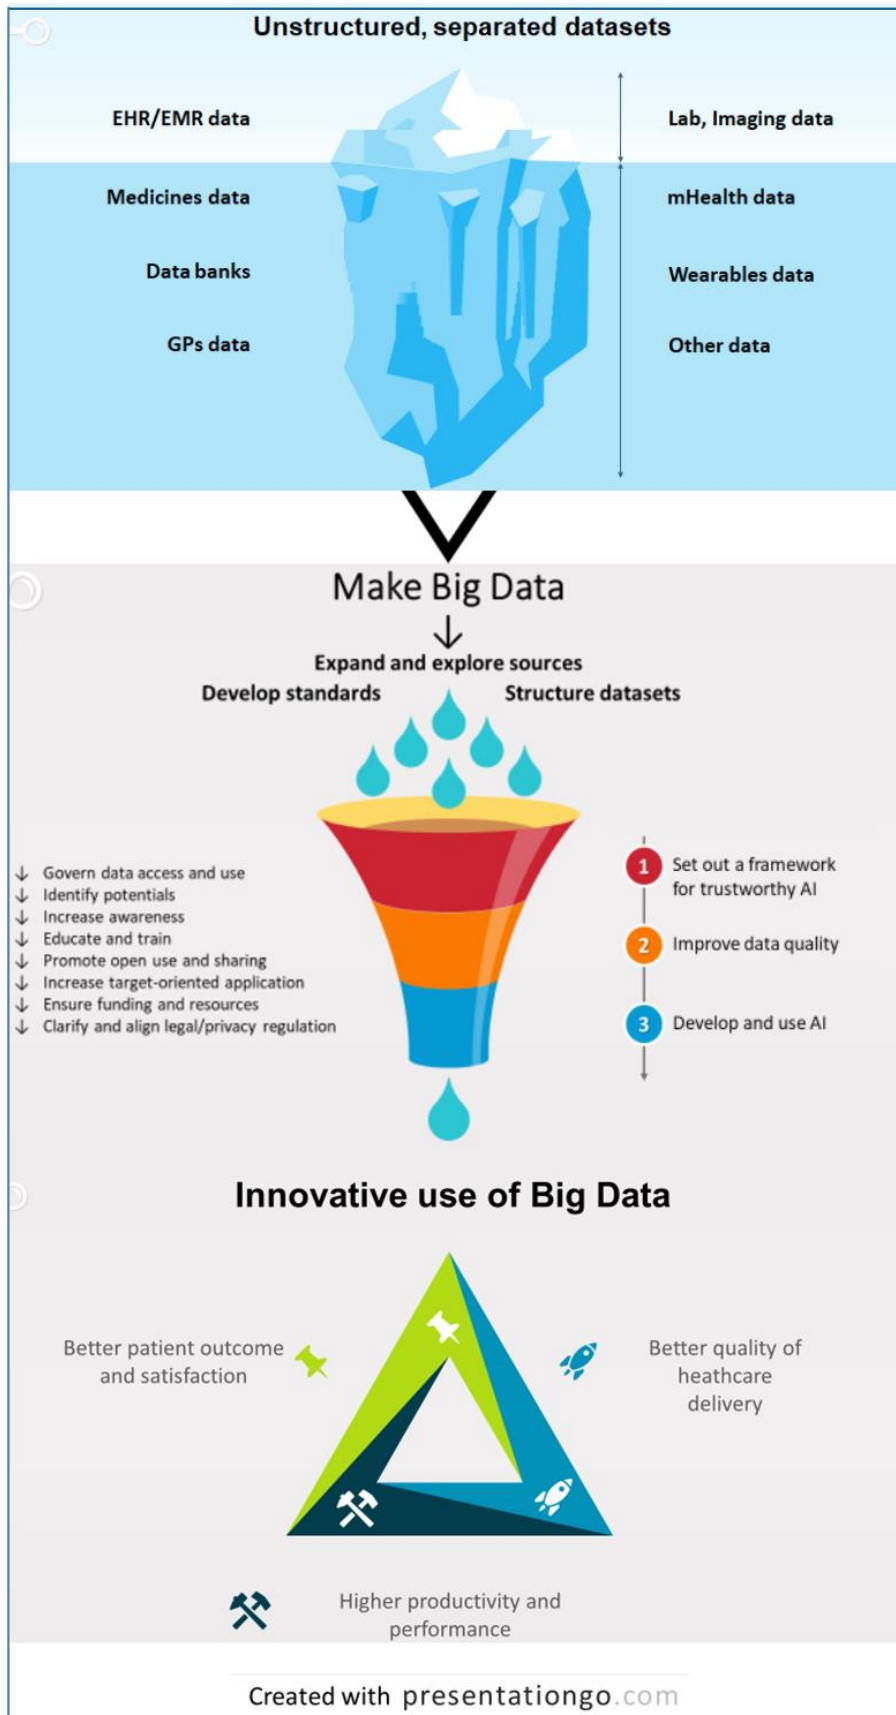 Unstructured, separated datasets
EHR/EMR data
Lab, Imaging data
Medicines data
mHealth data
Data banks
Wearables data
GPs data
Other data
Make Big Data
Expand and explore sources
Develop standards
Structure datasets
↓ Govern data access and use
↓ Identify potentials
↓ Increase awareness
↓ Educate and train
↓ Promote open use and sharing
↓ Increase target-oriented application
↓ Ensure funding and resources
↓ Clarify and align legal/privacy regulation
1 Set out a framework
for trustworthy AI
2 Improve data quality
3 Develop and use AI
Innovative use of Big Data
Better patient outcome
and satisfaction
Better quality of
heathcare
delivery
Higher productivity and
performance
Created with presentationgo.com